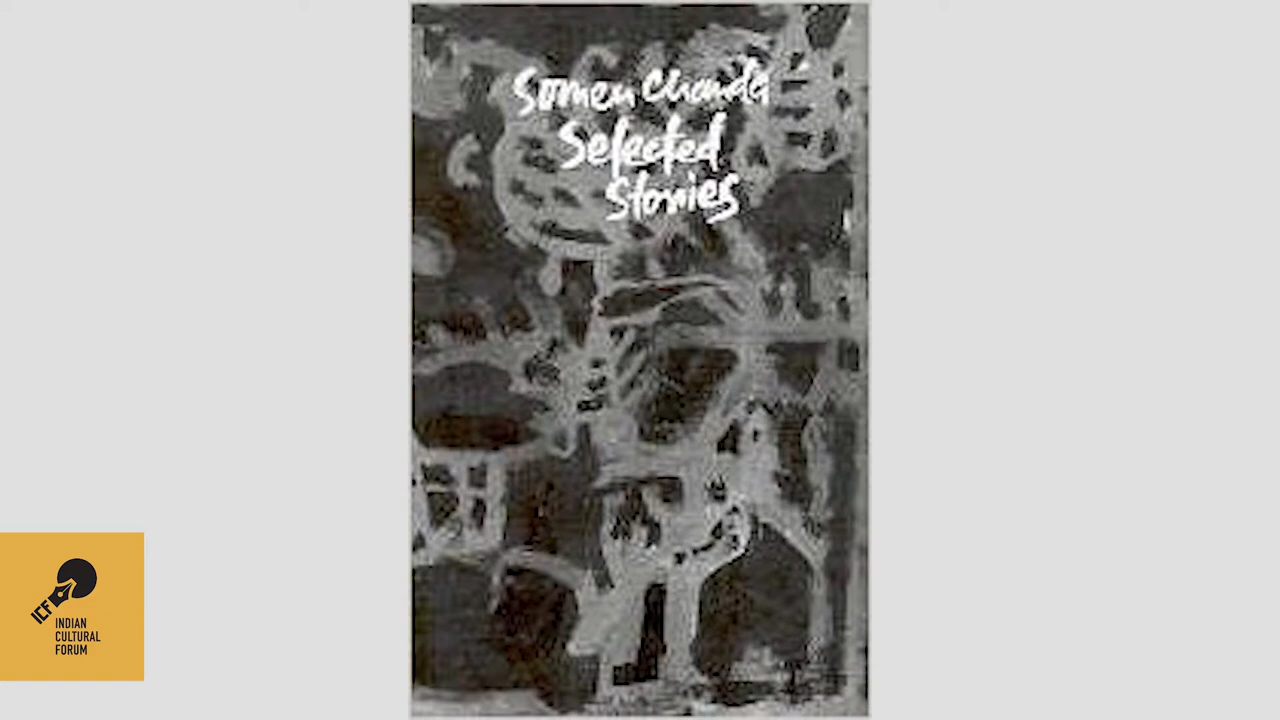 Somen Chanda
Selected
Stories
ICF
INDIAN
CULTURAL
FORUM